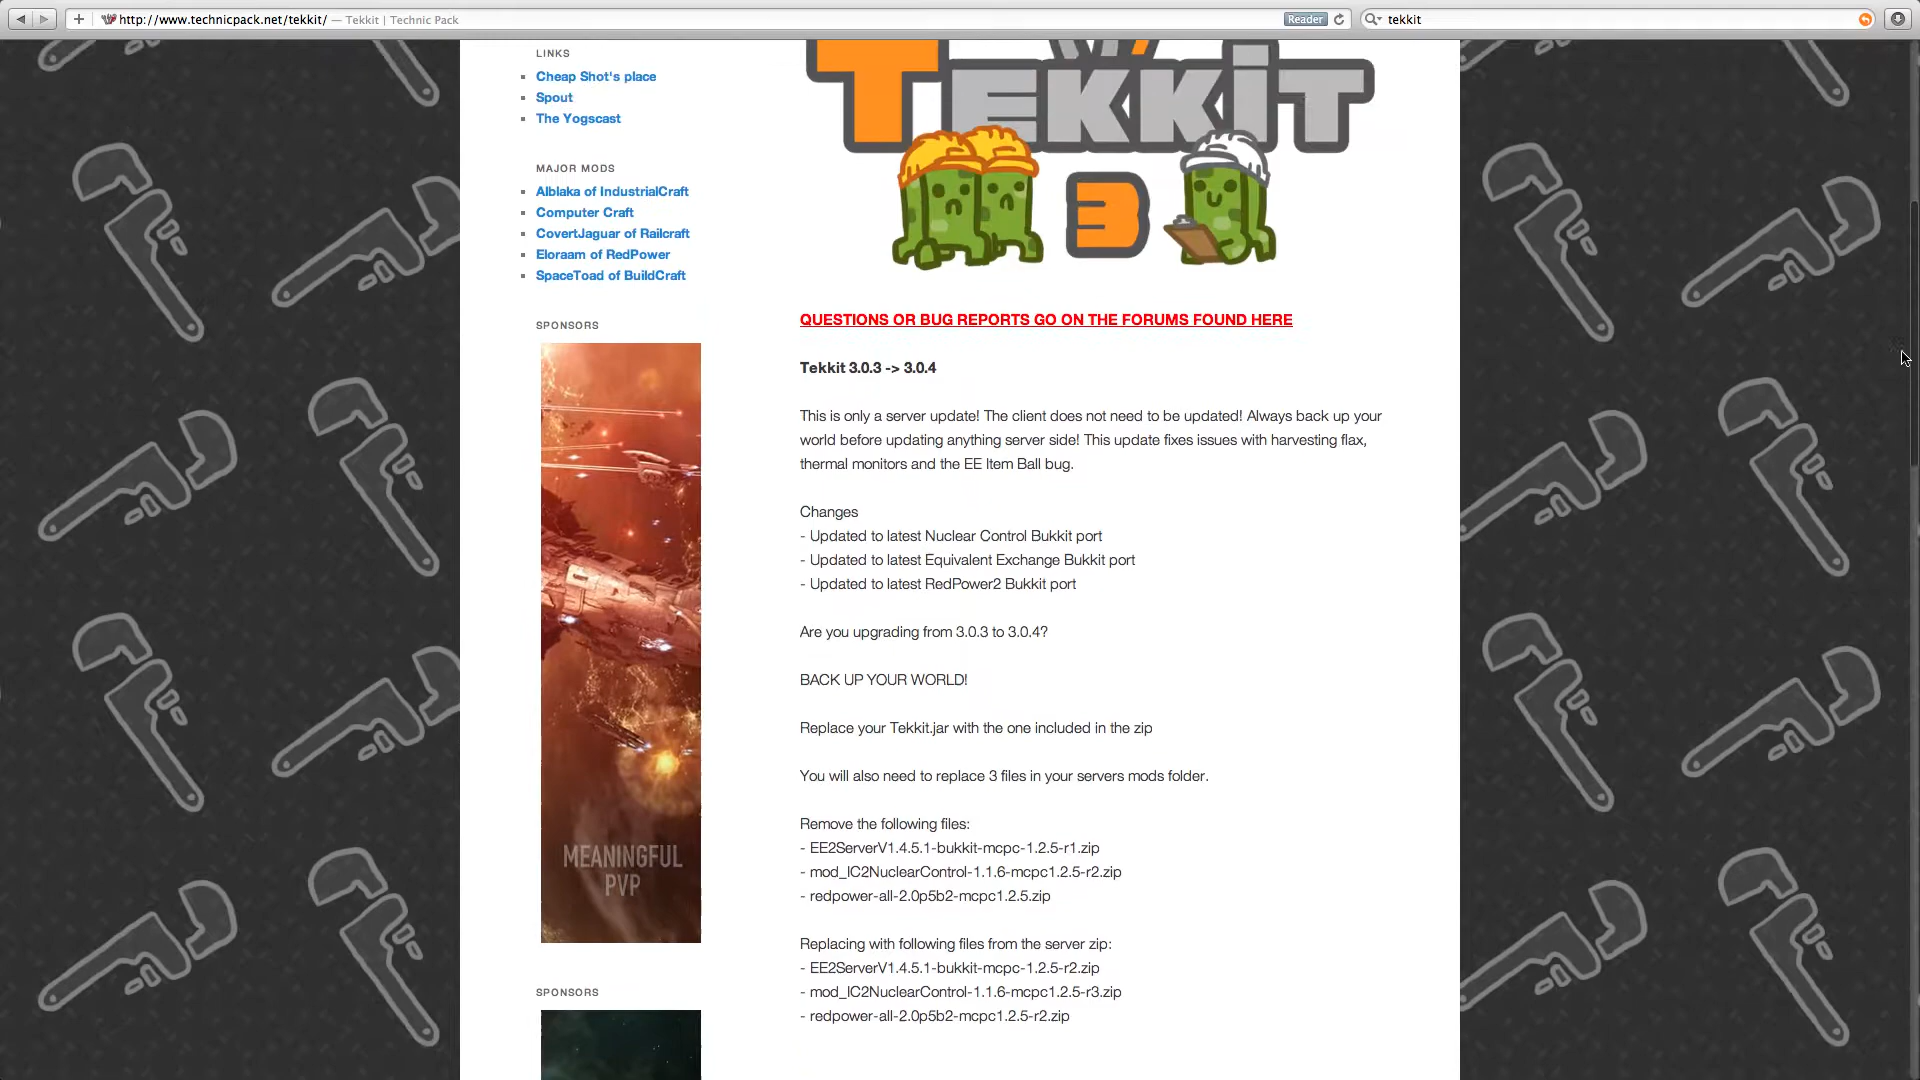 http://www.technicpack.net/tekkit/ — Tekkit | Technic Pack
Reader
tekkit
LINKS
Cheap Shot's place
Spout
The Yogscast
MAJOR MODS
Alblaka of IndustrialCraft
Computer Craft
CovertJaguar of Railcraft
Eloraam of RedPower
SpaceToad of BuildCraft
SPONSORS
MEANINGFUL
PVP
SPONSORS
TEKKIT
3
QUESTIONS OR BUG REPORTS GO ON THE FORUMS FOUND HERE
Tekkit 3.0.3 -> 3.0.4
This is only a server update! The client does not need to be updated! Always back up your
world before updating anything server side! This update fixes issues with harvesting flax,
thermal monitors and the EE Item Ball bug.
Changes
- Updated to latest Nuclear Control Bukkit port
- Updated to latest Equivalent Exchange Bukkit port
- Updated to latest RedPower2 Bukkit port
Are you upgrading from 3.0.3 to 3.0.4?
BACK UP YOUR WORLD!
Replace your Tekkit.jar with the one included in the zip
You will also need to replace 3 files in your servers mods folder.
Remove the following files:
- EE2ServerV1.4.5.1-bukkit-mcpc-1.2.5-r1.zip
- mod_IC2NuclearControl-1.1.6-mcpc1.2.5-r2.zip
- redpower-all-2.0p5b2-mcpc1.2.5.zip
Replacing with following files from the server zip:
- EE2ServerV1.4.5.1-bukkit-mcpc-1.2.5-r2.zip
- mod_IC2NuclearControl-1.1.6-mcpc1.2.5-r3.zip
- redpower-all-2.0p5b2-mcpc1.2.5-r2.zip